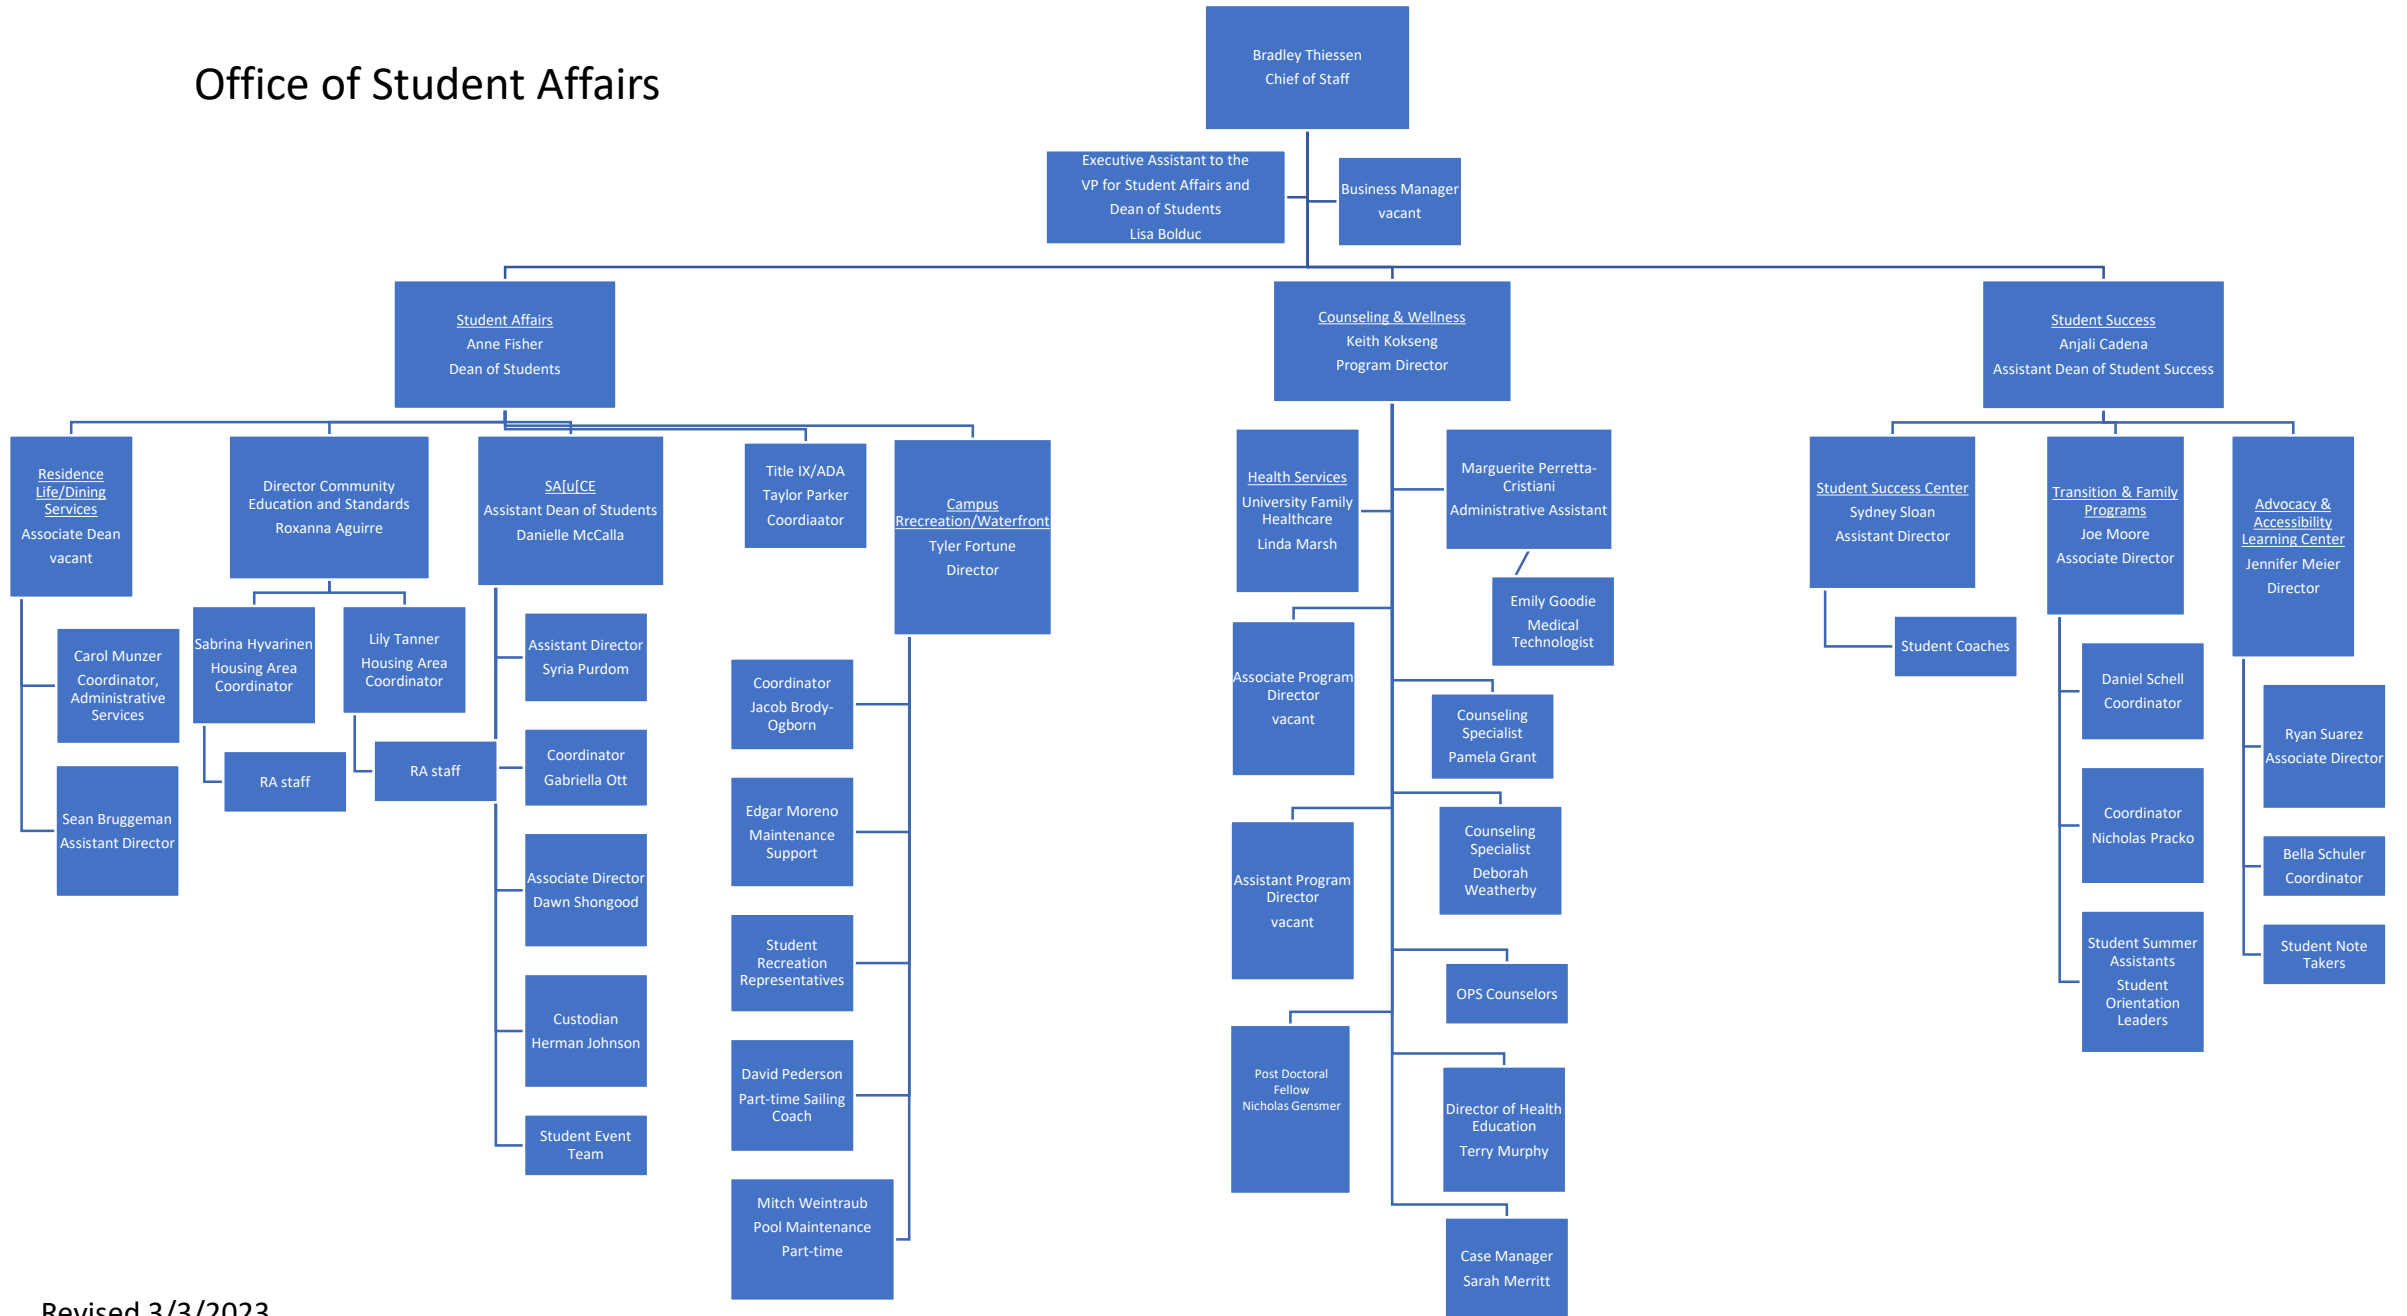 Office of Student Affairs
Bradley Thiessen
Chief of Staff
Executive Assistant to the
VP for Student Affairs and
Dean of Students
Lisa Bolduc
Business Manager
vacant
Student Affairs
Anne Fisher
Dean of Students
Counseling & Wellness
Keith Kokseng
Program Director
Student Success
Anjali Cadena
Assistant Dean of Student Success
Residence
Life/Dining
Services
Associate Dean
vacant
Carol Munzer
Coordinator,
Administrative
Services
Sean Bruggeman
Assistant Director
Director Community
Education and Standards
Roxanna Aguirre
Sabrina Hyvarinen
Housing Area
Coordinator
RA staff
Lily Tanner
Housing Area
Coordinator
RA staff
SA[u[CE
Assistant Dean of Students
Danielle McCalla
Assistant Director
Syria Purdom
Coordinator
Gabriella Ott
Associate Director
Dawn Shongood
Custodian
Herman Johnson
Student Event
Team
Title IX/ADA
Taylor Parker
Coordiaator
Campus
Rrecreation/Waterfront
Tyler Fortune
Director
Coordinator
Jacob Brody-
Ogborn
Edgar Moreno
Maintenance
Support
Student
Recreation
Representatives
David Pederson
Part-time Sailing
Coach
Mitch Weintraub
Pool Maintenance
Part-time
Health Services
University Family
Healthcare
Linda Marsh
Marguerite Perretta-
Cristiani
Administrative Assistant
Emily Goodie
Medical
Technologist
Associate Program
Director
vacant
Counseling
Specialist
Pamela Grant
Assistant Program
Director
vacant
Counseling
Specialist
Deborah
Weatherby
OPS Counselors
Post Doctoral
Fellow
Nicholas Gensmer
Director of Health
Education
Terry Murphy
Case Manager
Sarah Merritt
Student Success Center
Sydney Sloan
Assistant Director
Student Coaches
Transition & Family
Programs
Joe Moore
Associate Director
Daniel Schell
Coordinator
Coordinator
Nicholas Pracko
Student Summer
Assistants
Student
Orientation
Leaders
Advocacy &
Accessibility
Learning Center
Jennifer Meier
Director
Ryan Suarez
Associate Director
Bella Schuler
Coordinator
Student Note
Takers
Revised 3/3/2023